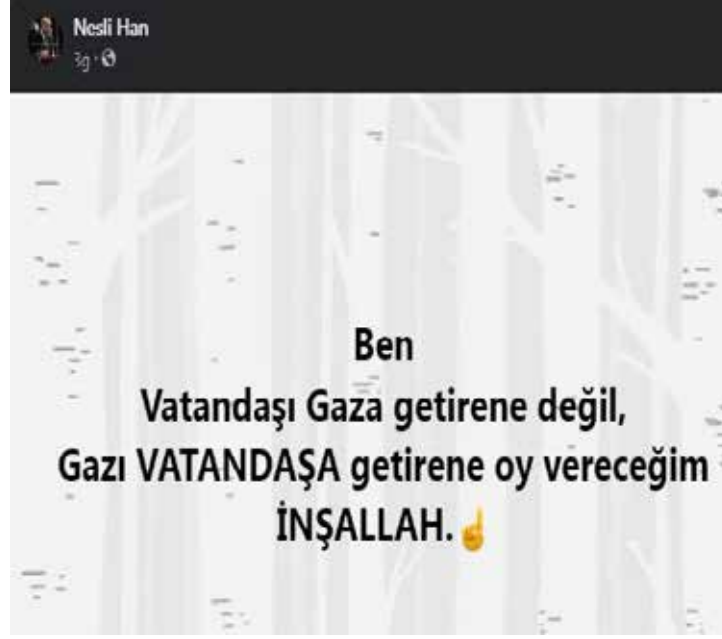 Nesli Han
3g
Ben
Vatandaşı Gaza getirene değil,
Gazı VATANDAŞA getirene oy vereceğim
İNŞALLAH.☝️